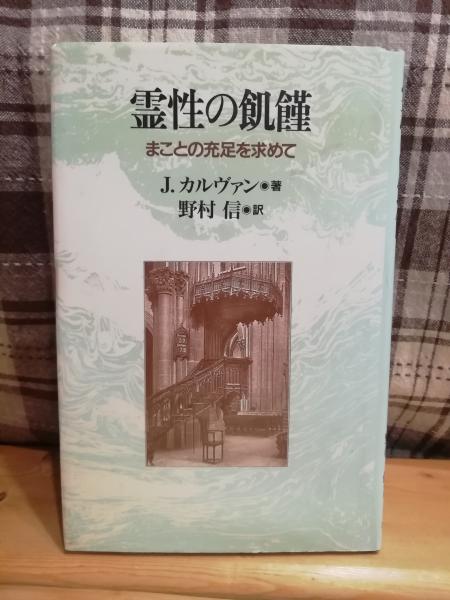 霊性の飢饉
まことの充足を求めて
J. カルヴァン◉著
野村 信◉訳